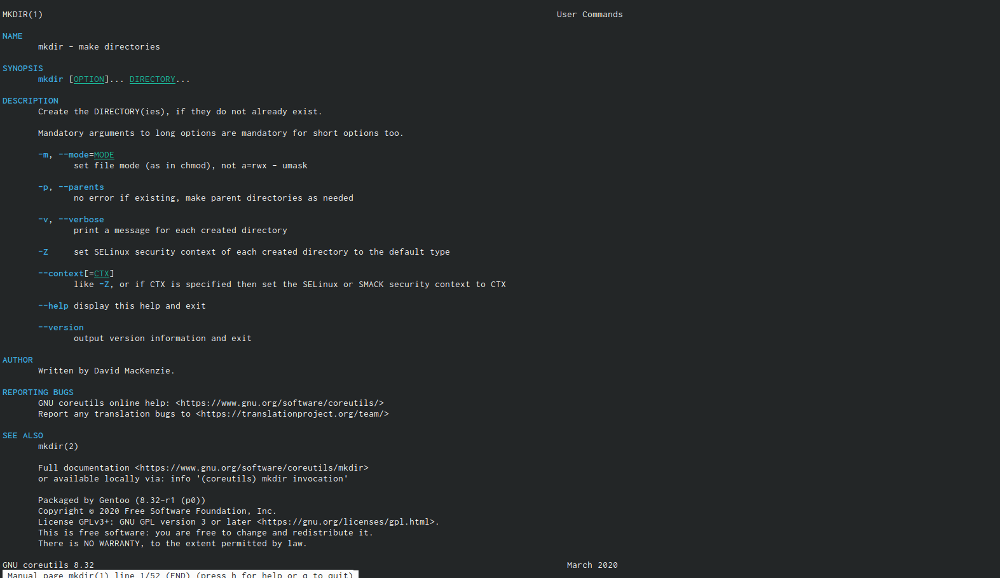 MKDIR(1) User Commands
NAME
mkdir - make directories
SYNOPSIS
mkdir [OPTION]... DIRECTORY...
DESCRIPTION
Create the DIRECTORY(ies), if they do not already exist.
Mandatory arguments to long options are mandatory for short options too.
-m, --mode=MODE
set file mode (as in chmod), not a=rwx - umask
-p, --parents
no error if existing, make parent directories as needed
-v, --verbose
print a message for each created directory
-Z set SELinux security context of each created directory to the default type
--context[=CTX]
like -Z, or if CTX is specified then set the SELinux or SMACK security context to CTX
--help display this help and exit
--version
output version information and exit
AUTHOR
Written by David MacKenzie.
REPORTING BUGS
GNU coreutils online help: <https://www.gnu.org/software/coreutils/>
Report any translation bugs to <https://translationproject.org/team/>
SEE ALSO
mkdir(2)
Full documentation <https://www.gnu.org/software/coreutils/mkdir>
or available locally via: info '(coreutils) mkdir invocation'
Packaged by Gentoo (8.32-r1 (p0))
Copyright © 2020 Free Software Foundation, Inc.
License GPLv3+: GNU GPL version 3 or later <https://gnu.org/licenses/gpl.html>.
This is free software: you are free to change and redistribute it.
There is NO WARRANTY, to the extent permitted by law.
GNU coreutils 8.32 March 2020
Manual page mkdir(1) line 1/52 (END) (press h for help or q to quit)